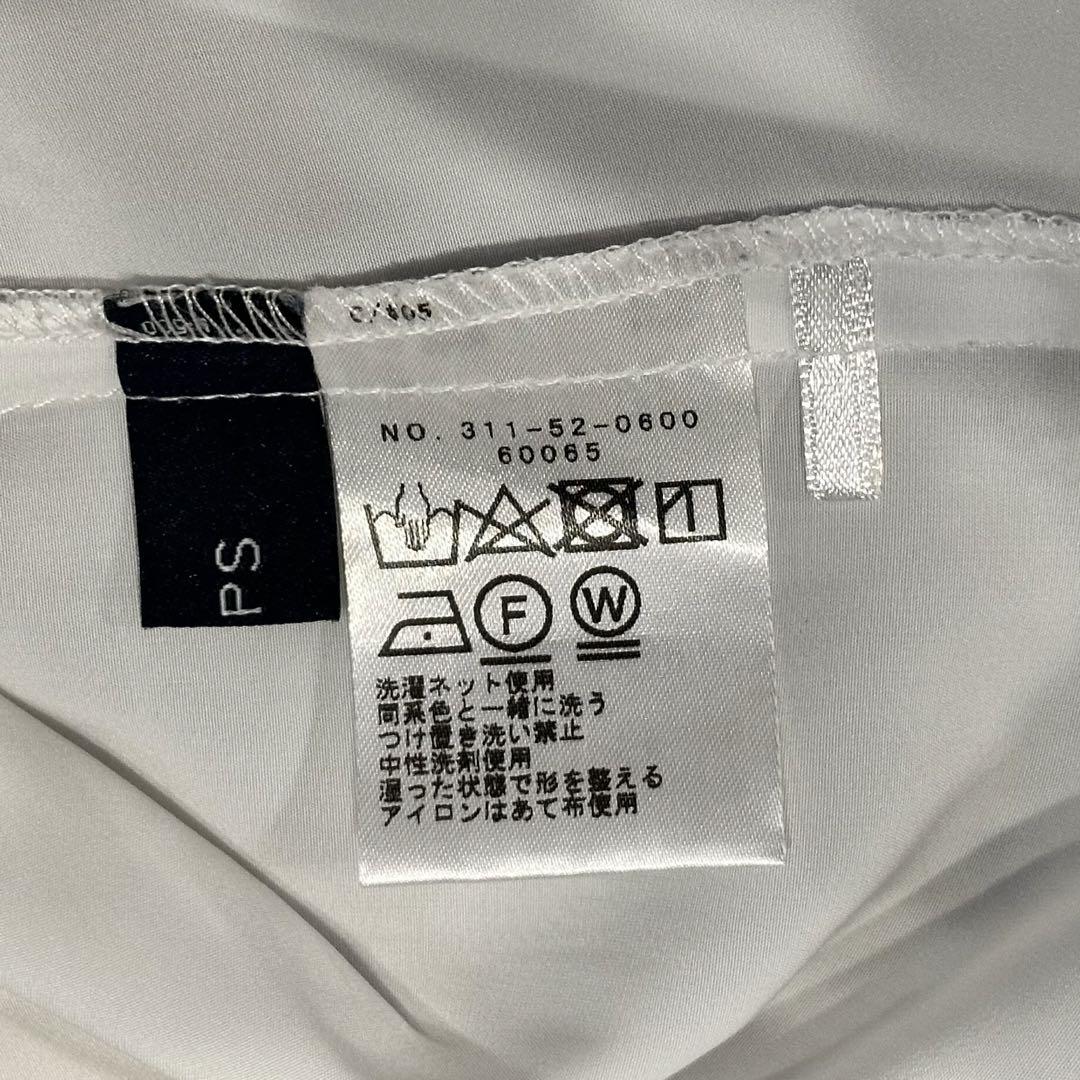 NO. 311-52-0600
60065
F W
洗濯ネット使用
同系色と一緒に洗う
つけ置き洗い禁止
中性洗剤使用
湿った状態で形を整える
アイロンはあて布使用
PS